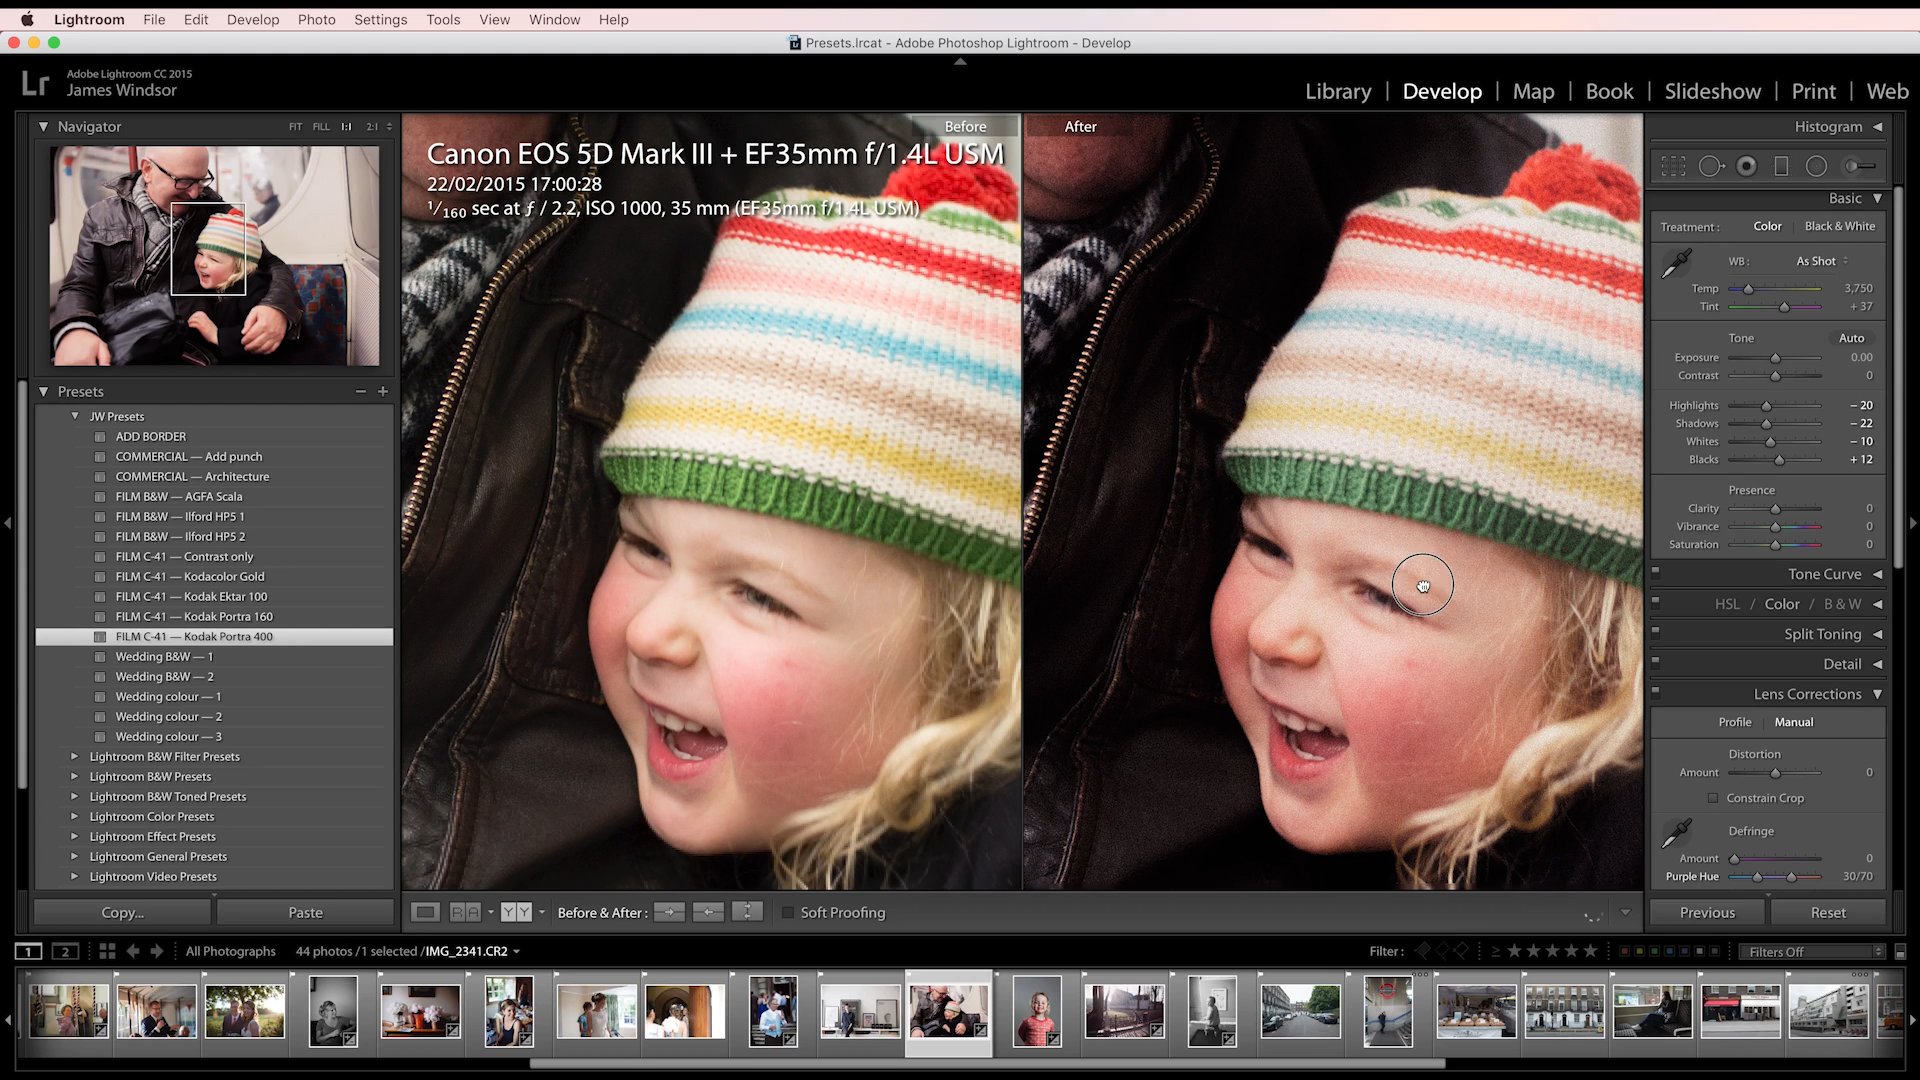 Lightroom File Edit Develop Photo Settings Tools View Window Help
Presets.lrcat - Adobe Photoshop Lightroom - Develop
Lr
Adobe Lightroom CC 2015
James Windsor
Library | Develop | Map | Book | Slideshow | Print | Web
Navigator FIT FILL 1:1 2:1
Presets
JW Presets
ADD BORDER
COMMERCIAL — Add punch
COMMERCIAL — Architecture
FILM B&W — AGFA Scala
FILM B&W — Ilford HP5 1
FILM B&W — Ilford HP5 2
FILM C-41 — Contrast only
FILM C-41 — Kodacolor Gold
FILM C-41 — Kodak Ektar 100
FILM C-41 — Kodak Portra 160
FILM C-41 — Kodak Portra 400
Wedding B&W — 1
Wedding B&W — 2
Wedding colour — 1
Wedding colour — 2
Wedding colour — 3
Lightroom B&W Filter Presets
Lightroom B&W Presets
Lightroom B&W Toned Presets
Lightroom Color Presets
Lightroom Effect Presets
Lightroom General Presets
Lightroom Video Presets
Copy... Paste
Before After
Canon EOS 5D Mark III + EF35mm f/1.4L USM
22/02/2015 17:00:28
1/160 sec at ƒ / 2.2, ISO 1000, 35 mm (EF35mm f/1.4L USM)
R A Y Y Before & After : Soft Proofing
Histogram
Basic
Treatment : Color Black & White
WB : As Shot
Temp 3,750
Tint + 37
Tone Auto
Exposure 0.00
Contrast 0
Highlights – 20
Shadows – 22
Whites – 10
Blacks + 12
Presence
Clarity 0
Vibrance 0
Saturation 0
Tone Curve
HSL / Color / B & W
Split Toning
Detail
Lens Corrections
Profile Manual
Distortion
Amount 0
Constrain Crop
Defringe
Amount 0
Purple Hue 30/70
Previous Reset
1 2 All Photographs 44 photos /1 selected /IMG_2341.CR2 Filter : ≥ ★★★★★ Filters Off